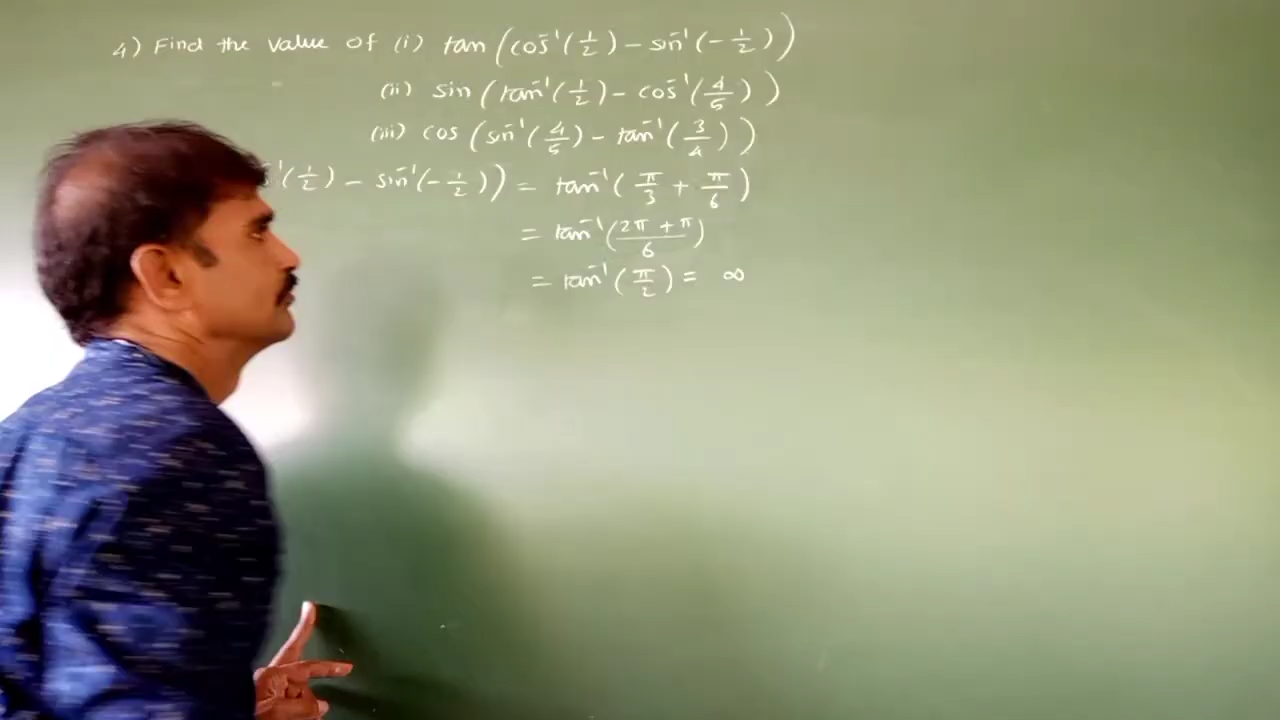 4) Find the value of (i) tan (cos⁻¹(1/2) − sin⁻¹(−1/2))
(ii) sin (tan⁻¹(1/2) − cos⁻¹(4/5))
(iii) cos (sin⁻¹(4/5) − tan⁻¹(3/4))
s⁻¹(1/2) − sin⁻¹(−1/2)) = tan⁻¹(π/3 + π/6)
= tan⁻¹((2π + π)/6)
= tan⁻¹(π/2) = ∞